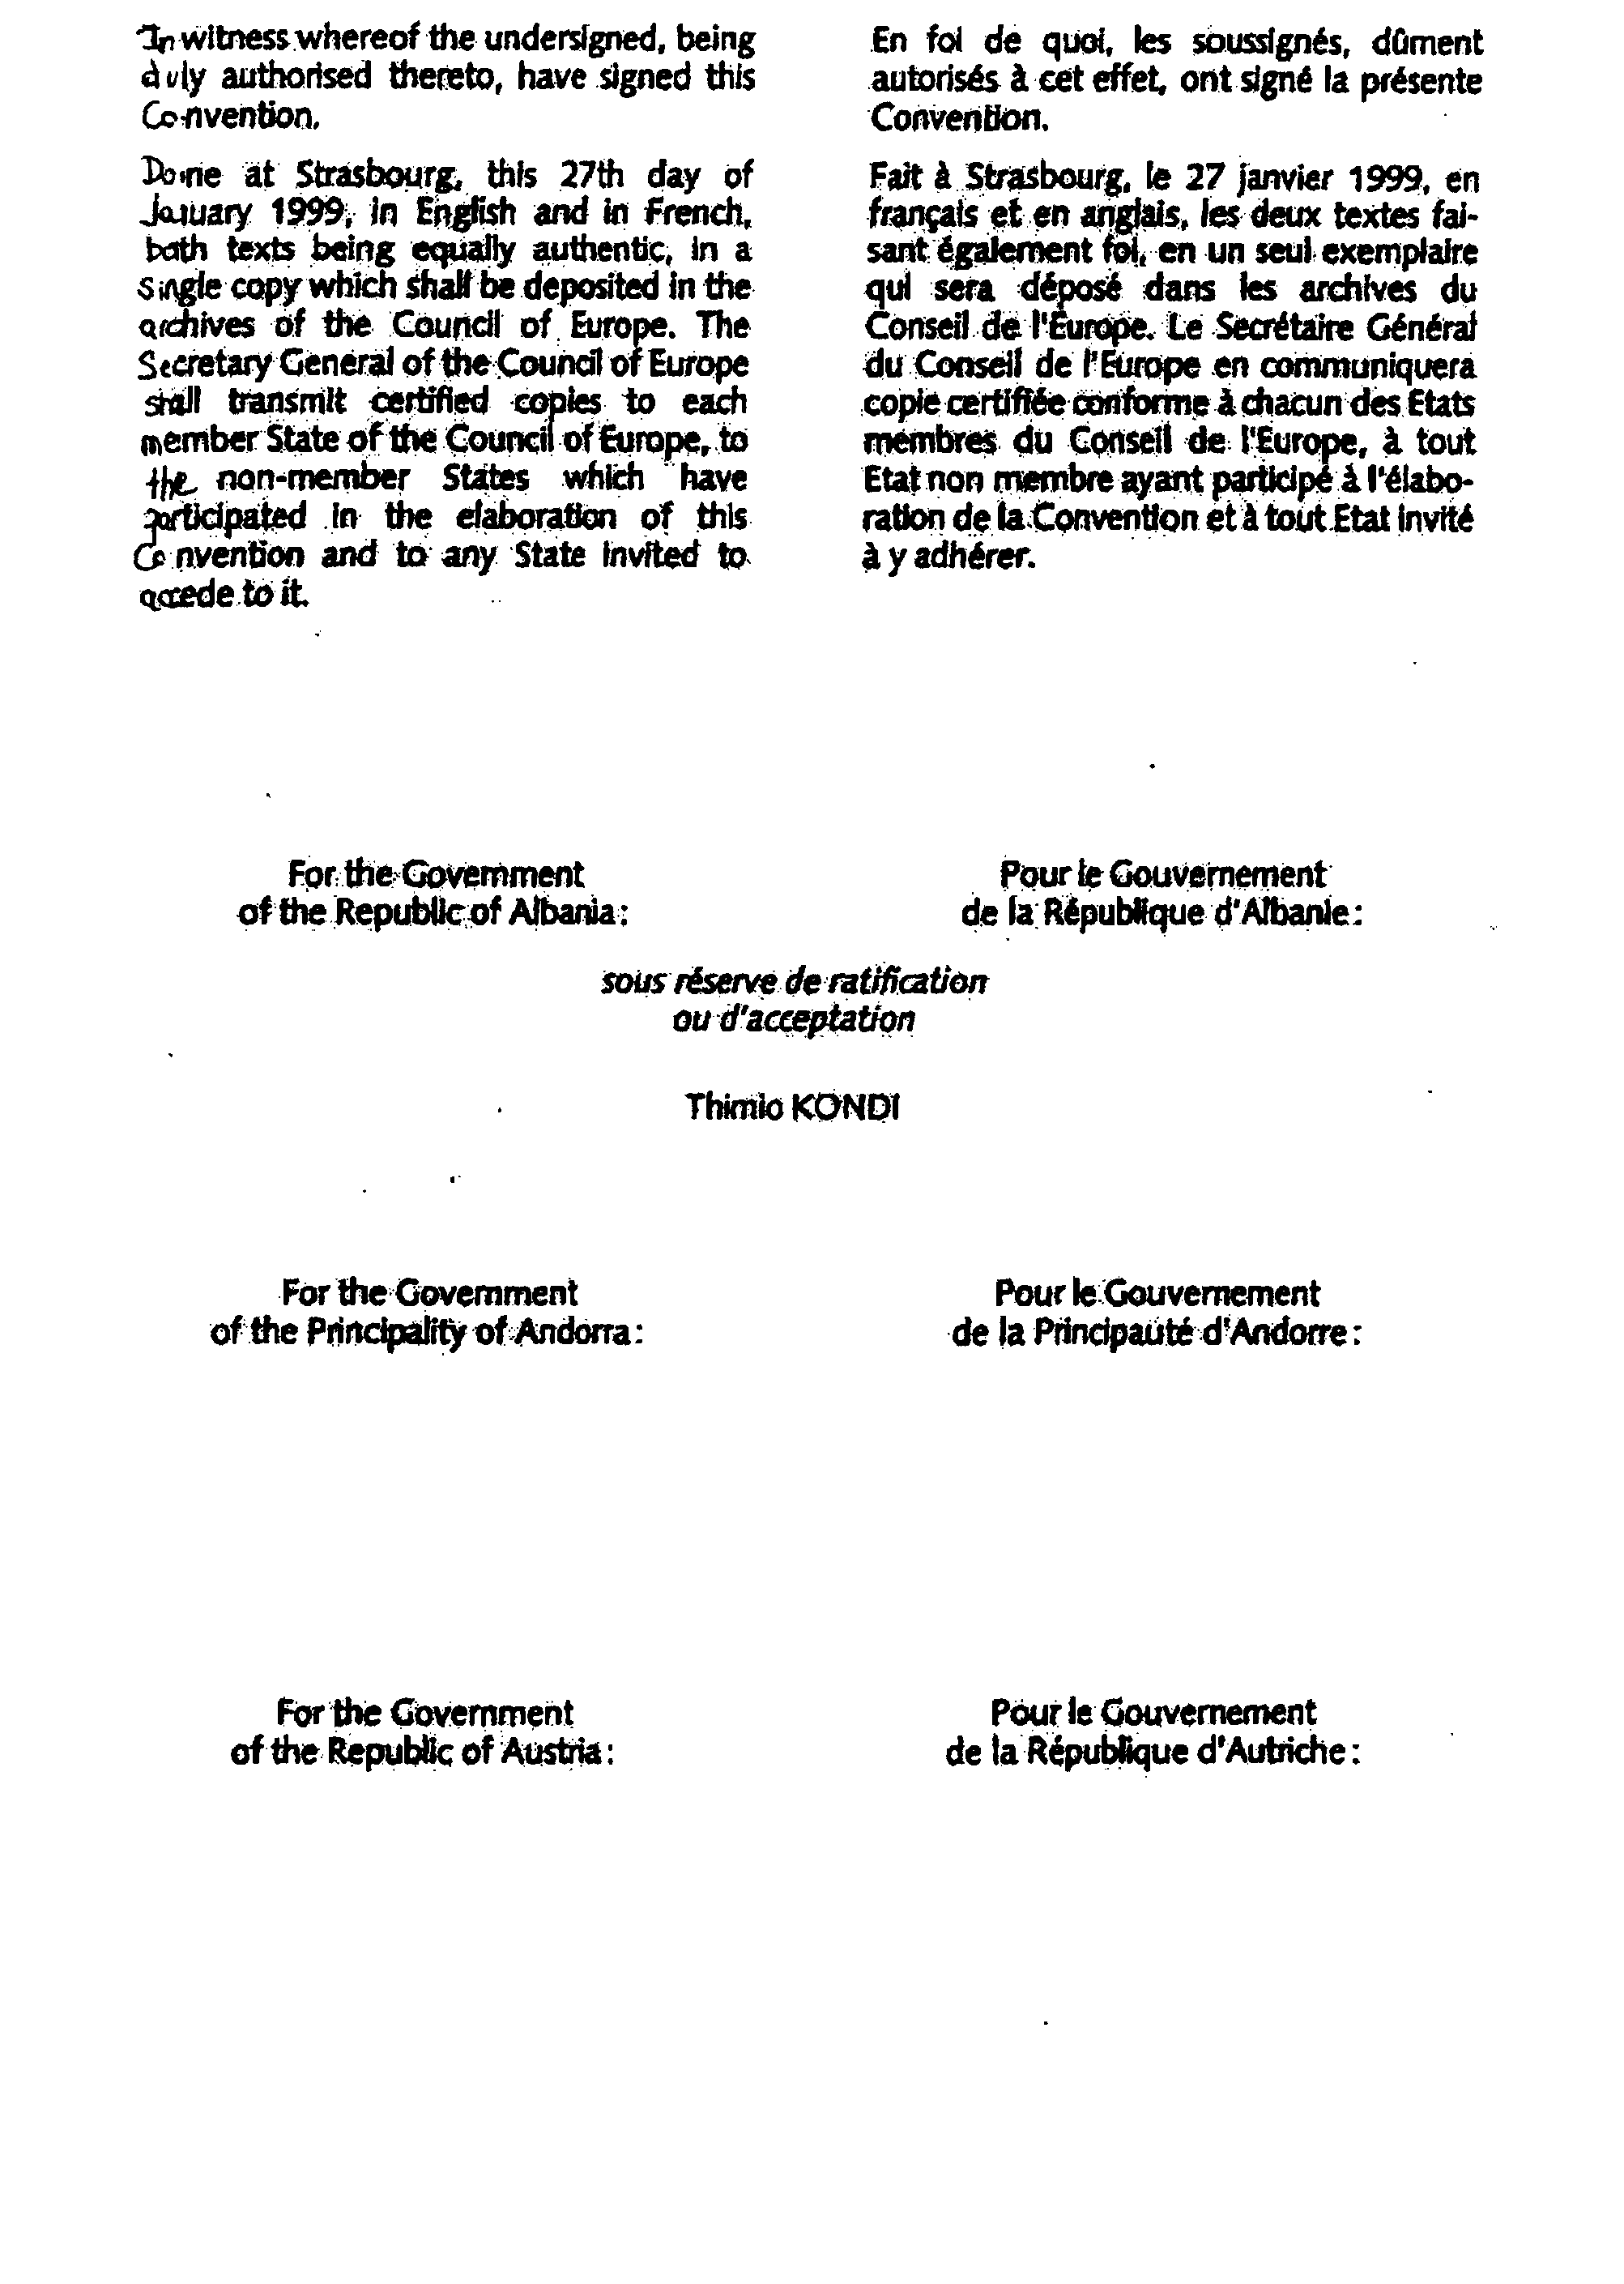 In witness whereof the undersigned, being
duly authorised thereto, have signed this
Convention.
Done at Strasbourg, this 27th day of
January 1999, in English and in French,
both texts being equally authentic, in a
single copy which shall be deposited in the
archives of the Council of Europe. The
Secretary General of the Council of Europe
shall transmit certified copies to each
member State of the Council of Europe, to
the non-member States which have
participated in the elaboration of this
Convention and to any State invited to
accede to it.
En foi de quoi, les soussignés, dûment
autorisés à cet effet, ont signé la présente
Convention.
Fait à Strasbourg, le 27 janvier 1999, en
français et en anglais, les deux textes fai-
sant également foi, en un seul exemplaire
qui sera déposé dans les archives du
Conseil de l'Europe. Le Secrétaire Général
du Conseil de l'Europe en communiquera
copie certifiée conforme à chacun des Etats
membres du Conseil de l'Europe, à tout
Etat non membre ayant participé à l'élabo-
ration de la Convention et à tout Etat invité
à y adhérer.
For the Government
of the Republic of Albania:
Pour le Gouvernement
de la République d'Albanie:
sous réserve de ratification
ou d'acceptation
Thimio KONDI
For the Government
of the Principality of Andorra:
Pour le Gouvernement
de la Principauté d'Andorre:
For the Government
of the Republic of Austria:
Pour le Gouvernement
de la République d'Autriche: